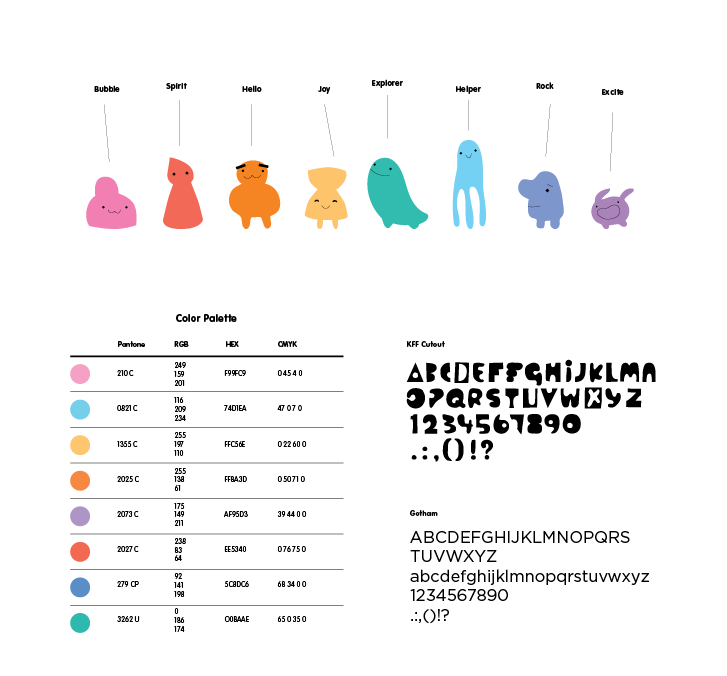 Bubble Spirit Hello Joy Explorer Helper Rock Excite
Color Palette
Pantone RGB HEX CMYK
210 C 249 159 201 F99FC9 0 45 4 0
0821 C 116 209 234 74D1EA 47 0 7 0
1355 C 255 197 110 FFC56E 0 22 60 0
2025 C 255 138 61 FF8A3D 0 50 71 0
2073 C 175 149 211 AF95D3 39 44 0 0
2027 C 238 83 64 EE5340 0 76 75 0
279 CP 92 141 198 5C8DC6 68 34 0 0
3262 U 0 186 174 00BAAE 65 0 35 0
KFF Cutout
ABCDEFFGHIJKLMN
OPQRSTUVWXYZ
1234567890
.:,()!?
Gotham
ABCDEFGHIJKLMNOPQRS
TUVWXYZ
abcdefghijklmnopqrstuvwxyz
1234567890
.:,()!?